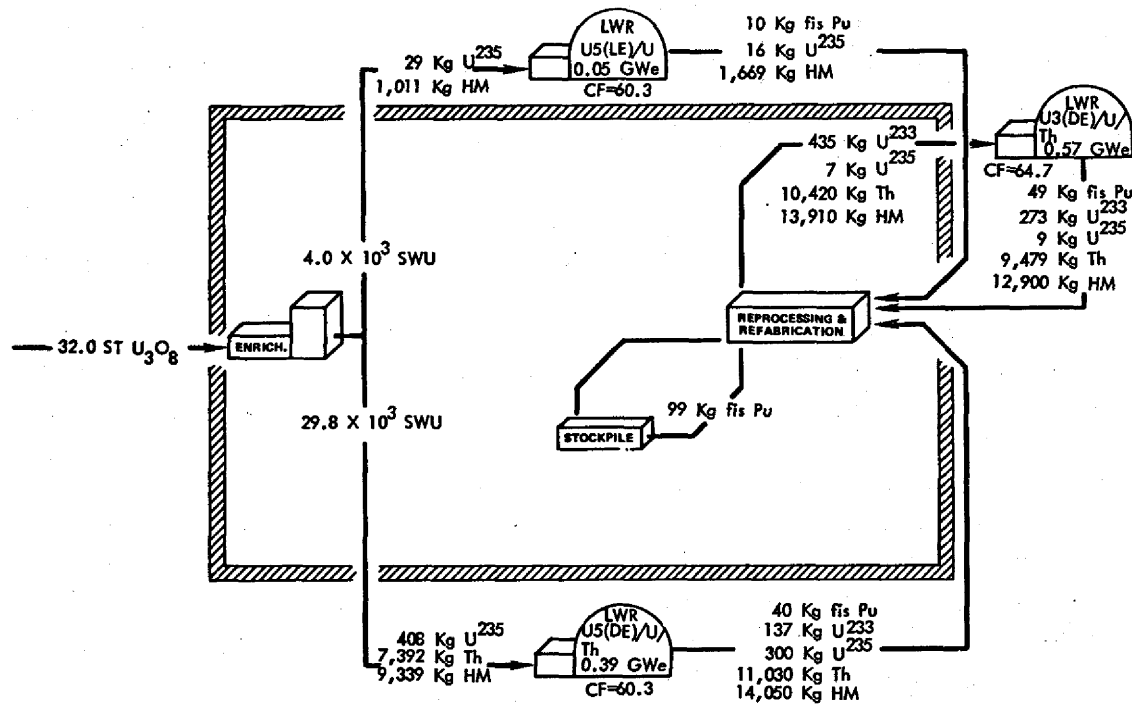 LWR
U5(LE)/U
0.05 GWe
CF=60.3
29 Kg U235
1,011 Kg HM
10 Kg fis Pu
16 Kg U235
1,669 Kg HM
LWR
U3(DE)/U/
Th
0.57 GWe
CF=64.7
435 Kg U233
7 Kg U235
10,420 Kg Th
13,910 Kg HM
49 Kg fis Pu
273 Kg U233
9 Kg U235
9,479 Kg Th
12,900 Kg HM
4.0 X 10³ SWU
REPROCESSING &
REFABRICATION
32.0 ST U₃O₈
ENRICH.
29.8 X 10³ SWU
99 Kg fis Pu
STOCKPILE
408 Kg U235
7,392 Kg Th
9,339 Kg HM
LWR
U5(DE)/U/
Th
0.39 GWe
CF=60.3
40 Kg fis Pu
137 Kg U233
300 Kg U235
11,030 Kg Th
14,050 Kg HM